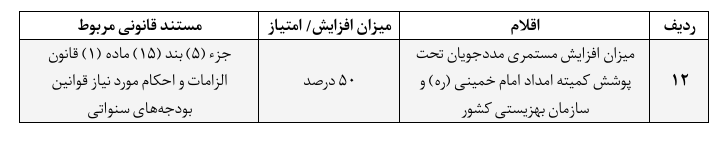 ردیف اقلام میزان افزایش/ امتیاز مستند قانونی مربوط
۱۲
میزان افزایش مستمری مددجویان تحت
پوشش کمیته امداد امام خمینی (ره) و
سازمان بهزیستی کشور
۵۰ درصد
جزء (۵) بند (۱۵) ماده (۱) قانون
الزامات و احکام مورد نیاز قوانین
بودجه‌های سنواتی